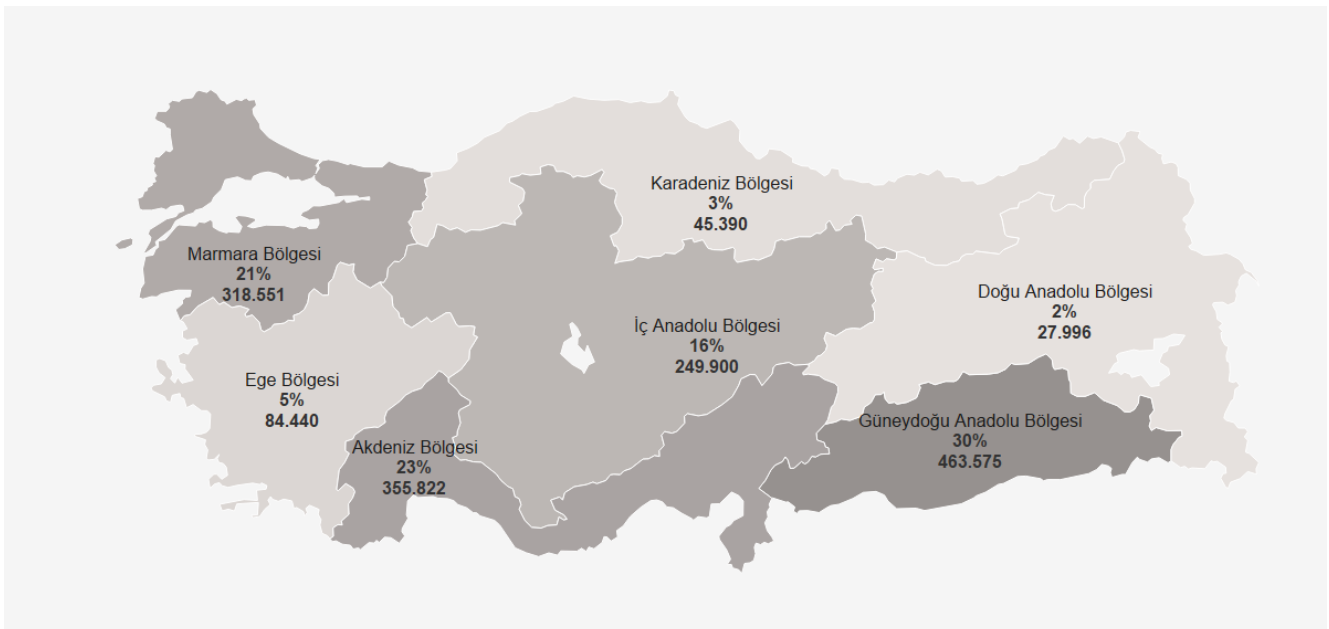 Karadeniz Bölgesi
3%
45.390
Marmara Bölgesi
21%
318.551
Doğu Anadolu Bölgesi
2%
27.996
İç Anadolu Bölgesi
16%
249.900
Ege Bölgesi
5%
84.440
Güneydoğu Anadolu Bölgesi
30%
463.575
Akdeniz Bölgesi
23%
355.822